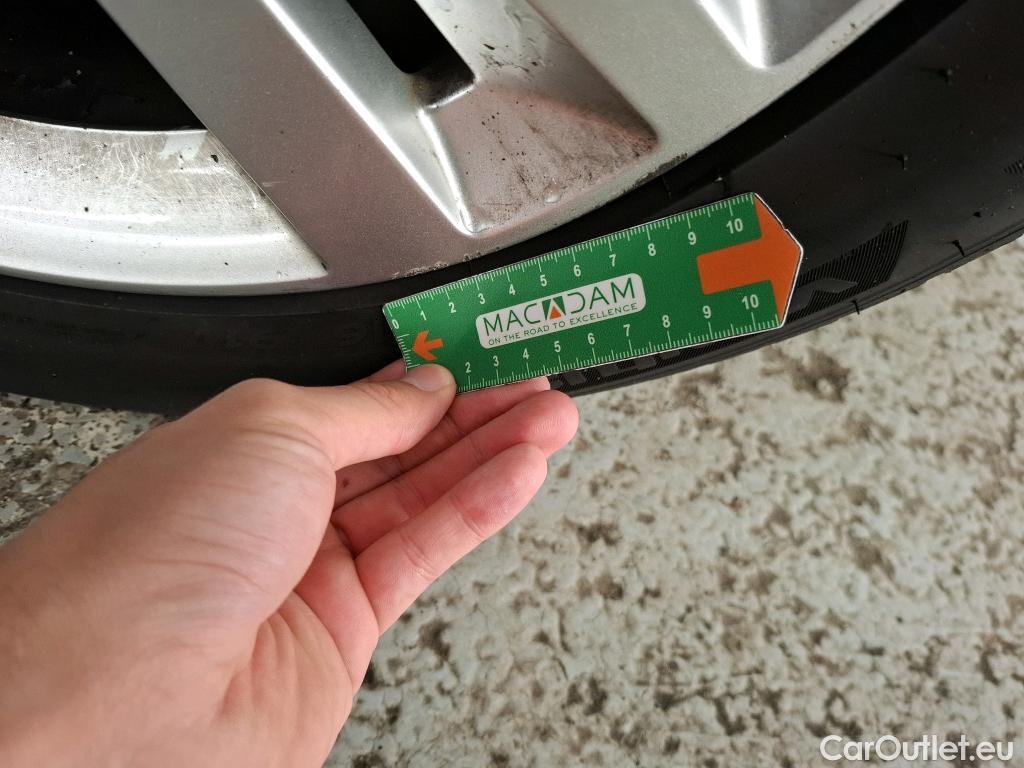 0 1 2 3 4 5 6 7 8 9 10
MACADAM
ON THE ROAD TO EXCELLENCE
2 3 4 5 6 7 8 9 10
CarOutlet.eu